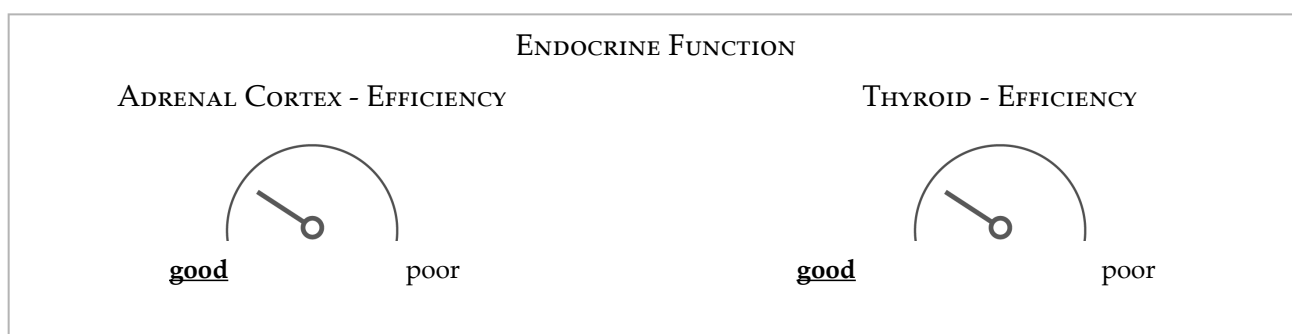 Endocrine Function
Adrenal Cortex - Efficiency
Thyroid - Efficiency
good
poor
good
poor